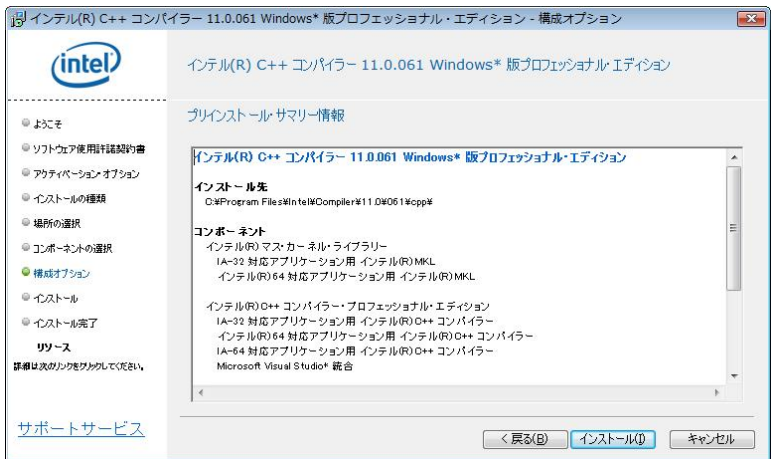 インテル(R) C++ コンパイラー 11.0.061 Windows* 版プロフェッショナル・エディション - 構成オプション
intel
インテル(R) C++ コンパイラー 11.0.061 Windows* 版プロフェッショナル・エディション
ようこそ
ソフトウェア使用許諾契約書
アクティベーション・オプション
インストールの種類
場所の選択
コンポーネントの選択
構成オプション
インストール
インストール完了
リソース
詳細は次のリンクをクリックしてください。
サポートサービス
プリインストール・サマリー情報
インテル(R) C++ コンパイラー 11.0.061 Windows* 版プロフェッショナル・エディション
インストール先
C:¥Program Files¥Intel¥Compiler¥11.0¥061¥cpp¥
コンポーネント
インテル(R) マス・カーネル・ライブラリー
IA-32 対応アプリケーション用 インテル(R) MKL
インテル(R) 64 対応アプリケーション用 インテル(R) MKL
インテル(R) C++ コンパイラー・プロフェッショナル・エディション
IA-32 対応アプリケーション用 インテル(R) C++ コンパイラー
インテル(R) 64 対応アプリケーション用 インテル(R) C++ コンパイラー
IA-64 対応アプリケーション用 インテル(R) C++ コンパイラー
Microsoft Visual Studio* 統合
< 戻る(B)
インストール(I)
キャンセル